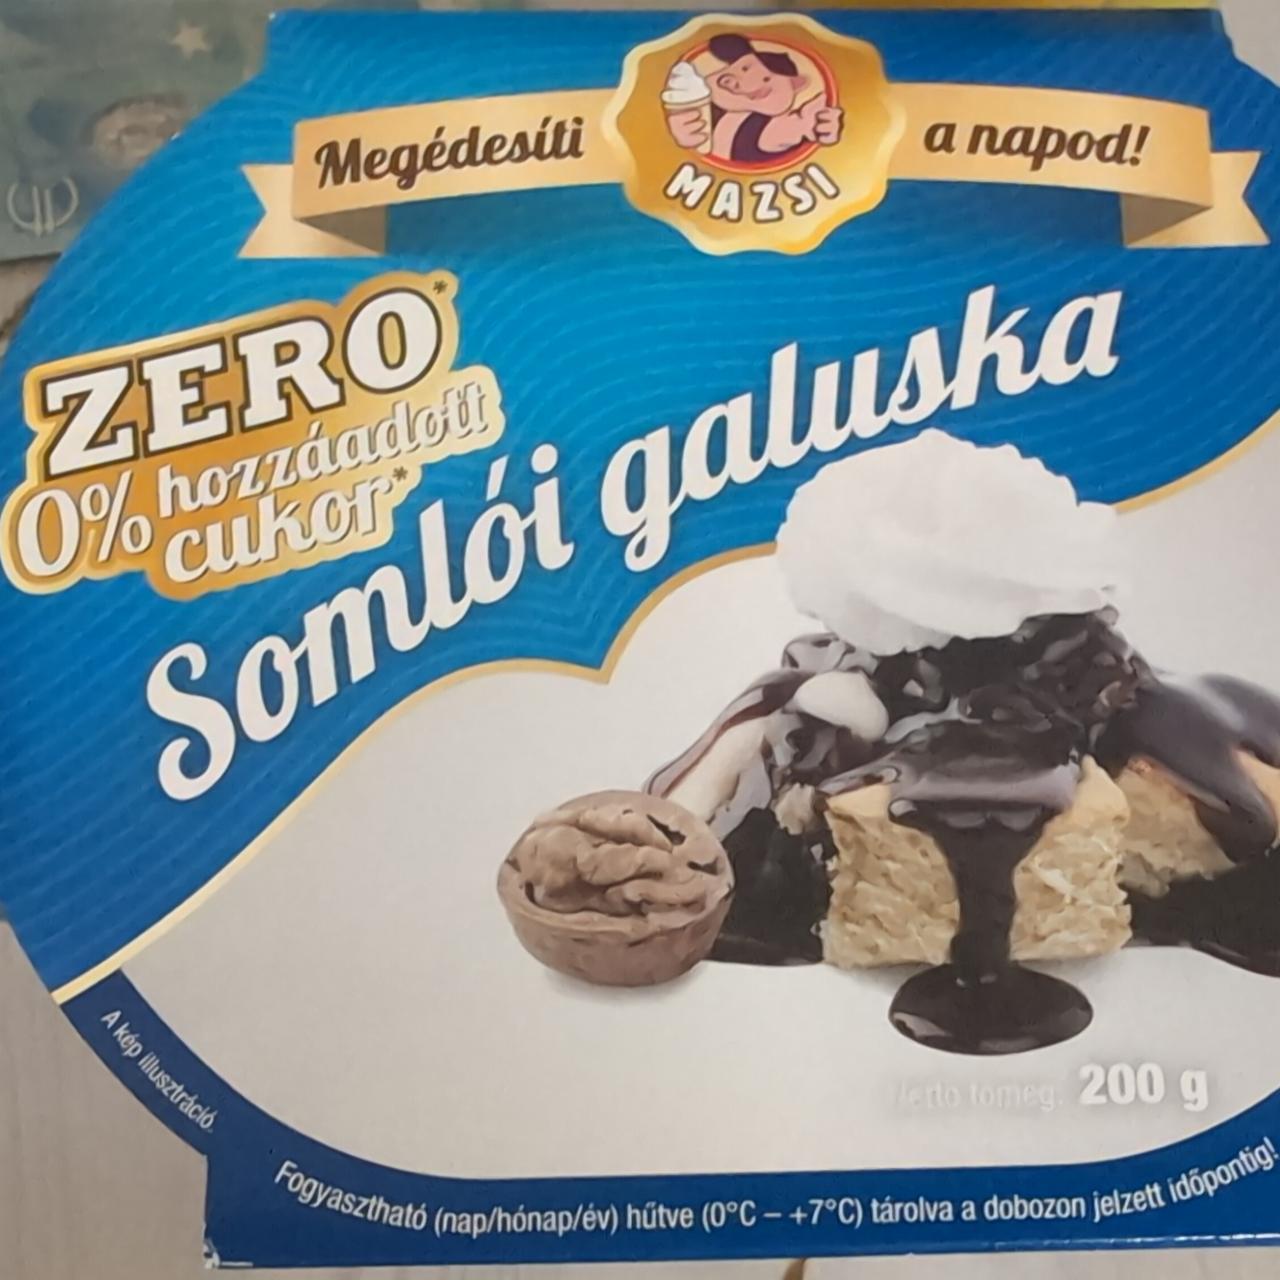 Megédesíti
MAZSI
a napod!
ZERO*
0% hozzáadott
cukor*
Somlói galuska
Nettó tömeg: 200 g
A kép illusztráció.
Fogyasztható (nap/hónap/év) hűtve (0°C – +7°C) tárolva a dobozon jelzett időpontig!